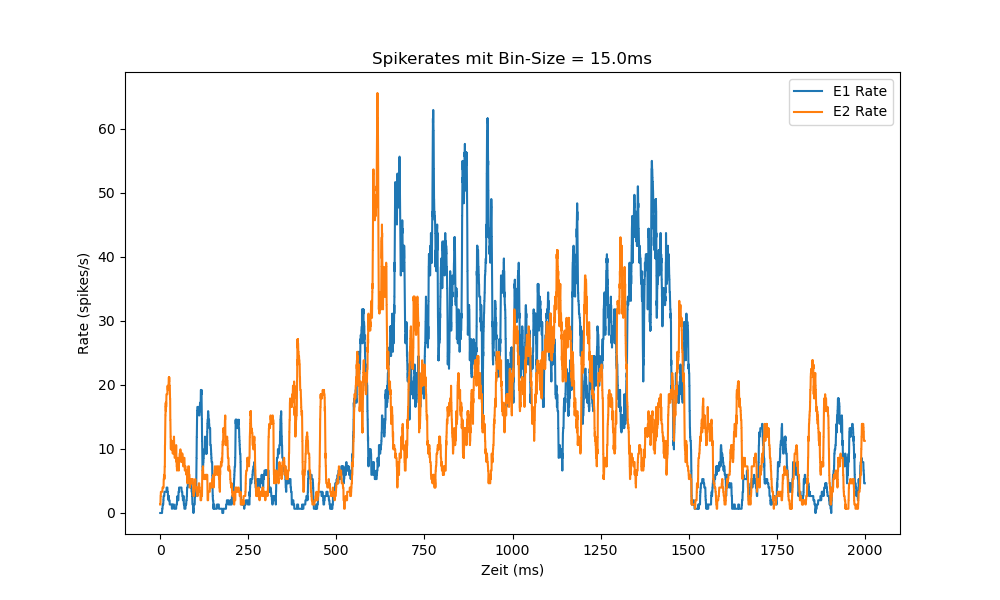 Spikerates mit Bin-Size = 15.0ms
E1 Rate
E2 Rate
Rate (spikes/s)
60
50
40
30
20
10
0
0 250 500 750 1000 1250 1500 1750 2000
Zeit (ms)